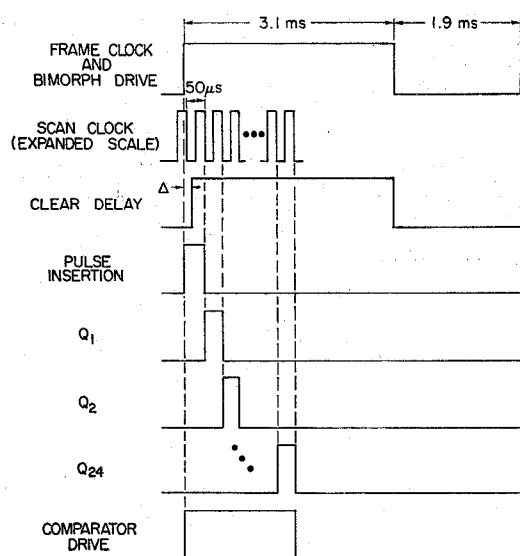 3.1 ms
1.9 ms
FRAME CLOCK
AND
BIMORPH DRIVE
50μs
SCAN CLOCK
(EXPANDED SCALE)
Δ
CLEAR DELAY
PULSE
INSERTION
Q1
Q2
Q24
COMPARATOR
DRIVE